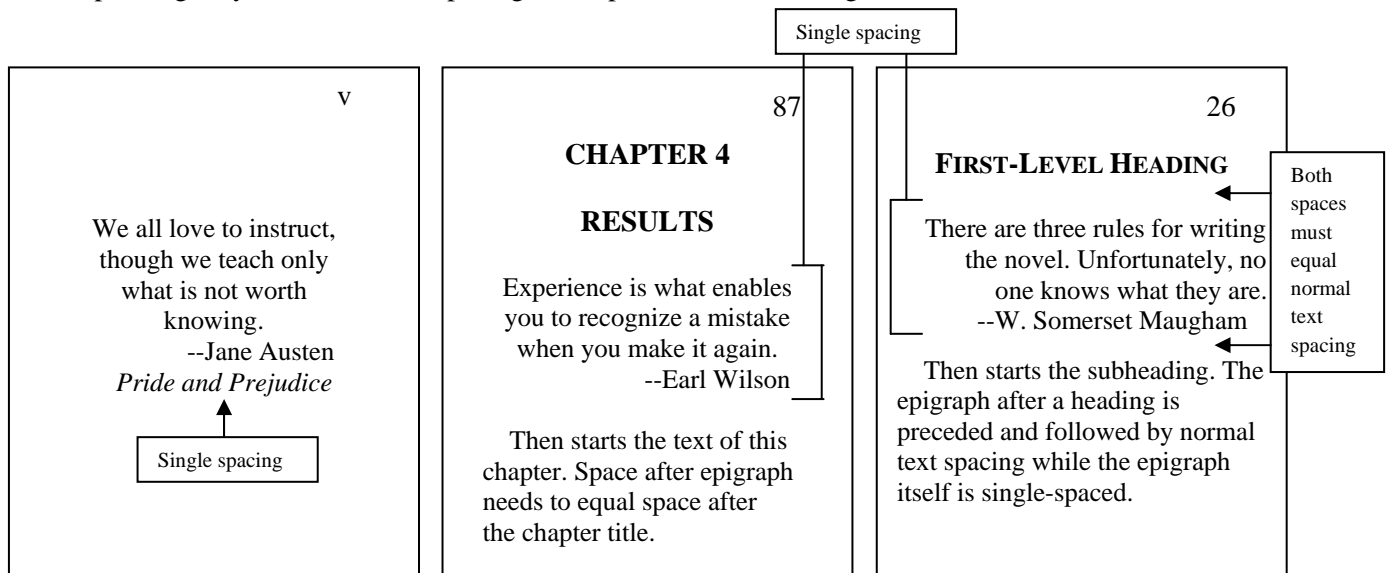 Single spacing
v
We all love to instruct,
though we teach only
what is not worth
knowing.
--Jane Austen
Pride and Prejudice
Single spacing
87
CHAPTER 4
RESULTS
Experience is what enables
you to recognize a mistake
when you make it again.
--Earl Wilson
Then starts the text of this
chapter. Space after epigraph
needs to equal space after
the chapter title.
26
FIRST-LEVEL HEADING
There are three rules for writing
the novel. Unfortunately, no
one knows what they are.
--W. Somerset Maugham
Then starts the subheading. The
epigraph after a heading is
preceded and followed by normal
text spacing while the epigraph
itself is single-spaced.
Both
spaces
must
equal
normal
text
spacing